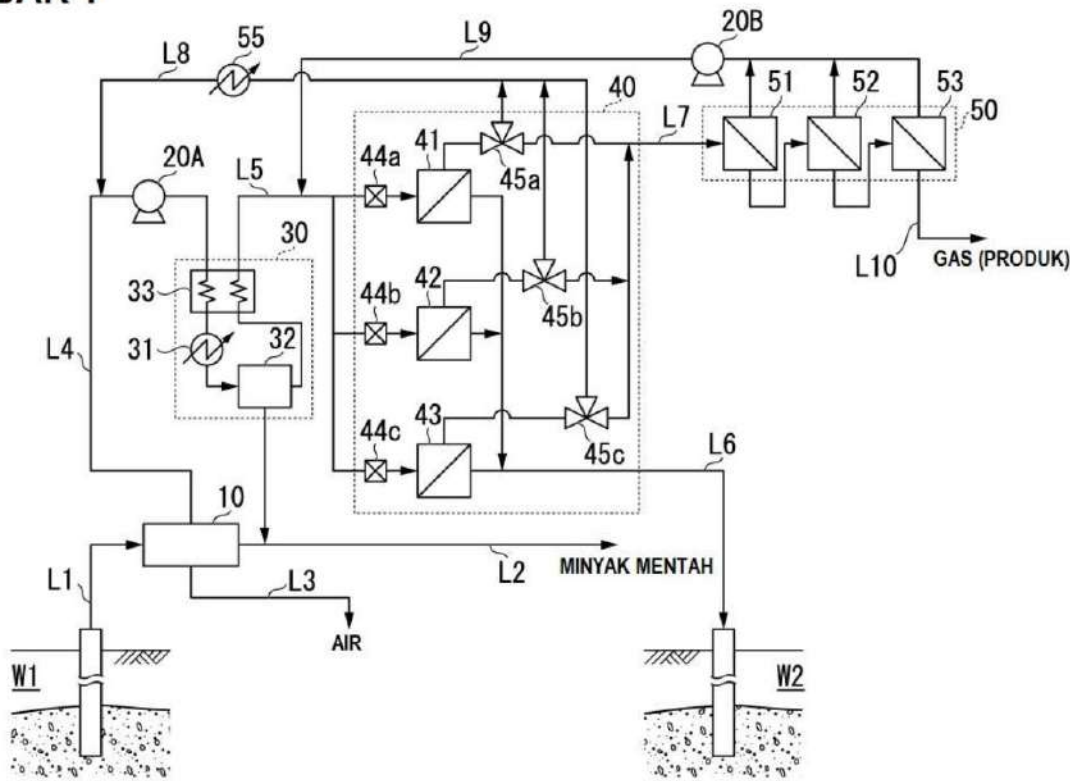 L8
55
L9
20B
51
52
53
50
40
L7
44a
41
45a
20A
L5
30
33
44b
42
45b
31
32
L4
L10
GAS (PRODUK)
44c
43
45c
L6
10
L1
L3
L2
MINYAK MENTAH
AIR
W1
W2